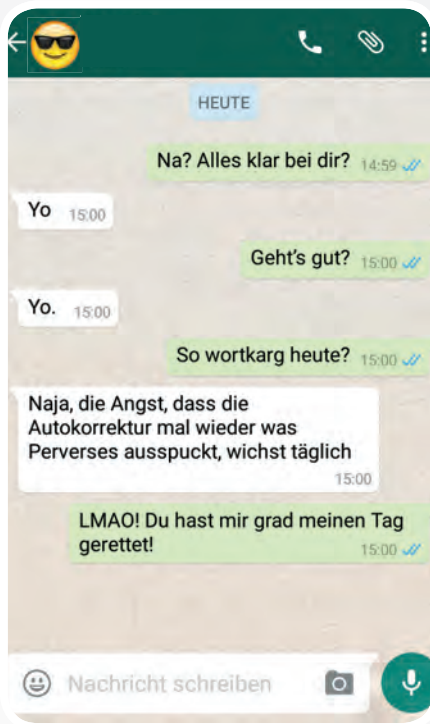 HEUTE
Na? Alles klar bei dir? 14:59
Yo 15:00
Geht's gut? 15:00
Yo. 15:00
So wortkarg heute? 15:00
Naja, die Angst, dass die
Autokorrektur mal wieder was
Perverses ausspuckt, wichst täglich
15:00
LMAO! Du hast mir grad meinen Tag
gerettet! 15:00
Nachricht schreiben